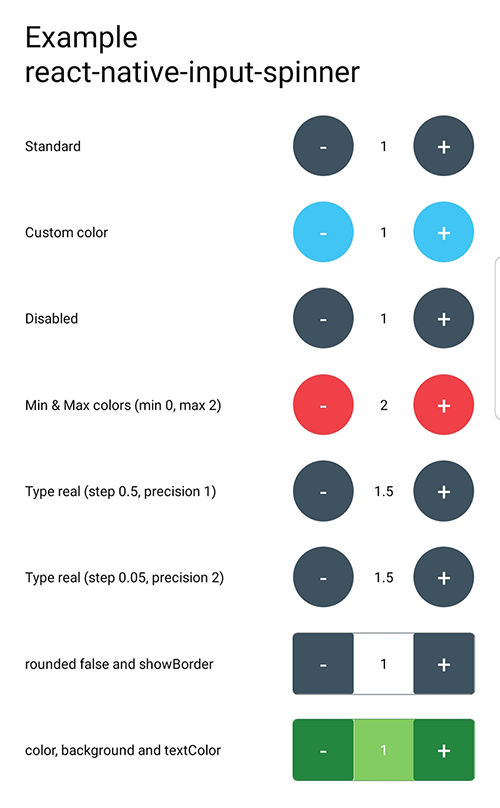 Example
react-native-input-spinner
Standard - 1 +
Custom color - 1 +
Disabled - 1 +
Min & Max colors (min 0, max 2) - 2 +
Type real (step 0.5, precision 1) - 1.5 +
Type real (step 0.05, precision 2) - 1.5 +
rounded false and showBorder - 1 +
color, background and textColor - 1 +